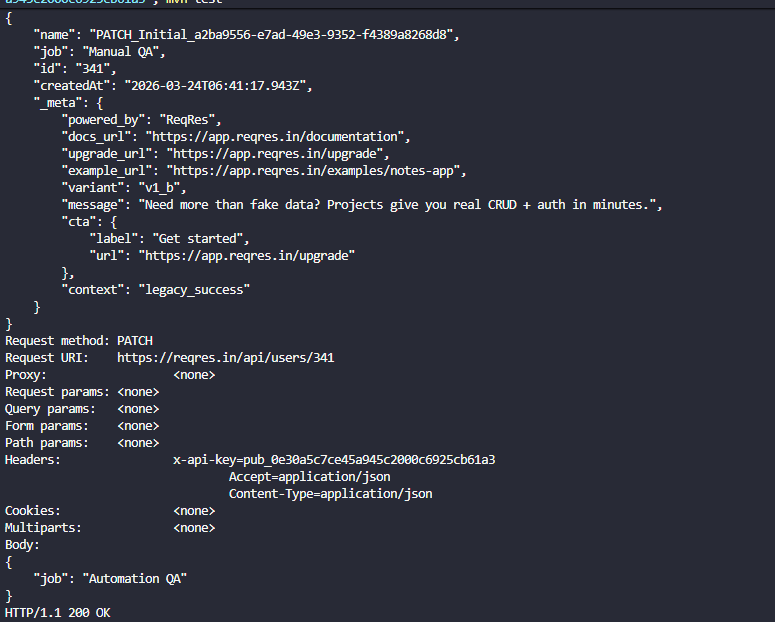 a945c2000c6925cb61a3"; mvn test
{
    "name": "PATCH_Initial_a2ba9556-e7ad-49e3-9352-f4389a8268d8",
    "job": "Manual QA",
    "id": "341",
    "createdAt": "2026-03-24T06:41:17.943Z",
    "_meta": {
        "powered_by": "ReqRes",
        "docs_url": "https://app.reqres.in/documentation",
        "upgrade_url": "https://app.reqres.in/upgrade",
        "example_url": "https://app.reqres.in/examples/notes-app",
        "variant": "v1_b",
        "message": "Need more than fake data? Projects give you real CRUD + auth in minutes.",
        "cta": {
            "label": "Get started",
            "url": "https://app.reqres.in/upgrade"
        },
        "context": "legacy_success"
    }
}
Request method: PATCH
Request URI:    https://reqres.in/api/users/341
Proxy:                  <none>
Request params: <none>
Query params:   <none>
Form params:    <none>
Path params:    <none>
Headers:                x-api-key=pub_0e30a5c7ce45a945c2000c6925cb61a3
                                Accept=application/json
                                Content-Type=application/json
Cookies:                <none>
Multiparts:             <none>
Body:
{
    "job": "Automation QA"
}
HTTP/1.1 200 OK